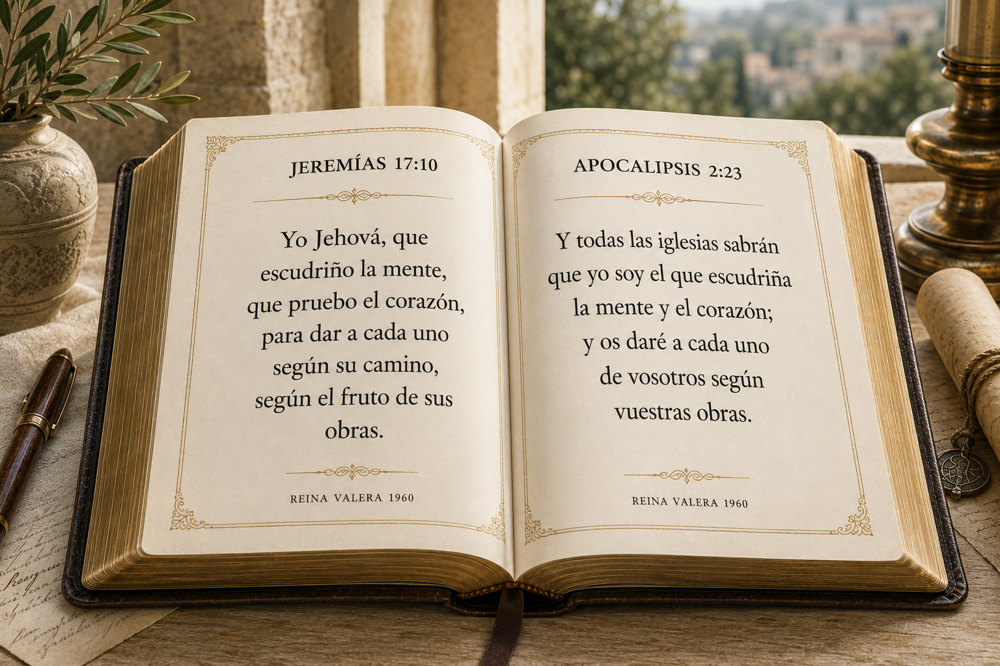 JEREMÍAS 17:10
Yo Jehová, que
escudriño la mente,
que pruebo el corazón,
para dar a cada uno
según su camino,
según el fruto de sus
obras.
REINA VALERA 1960
APOCALIPSIS 2:23
Y todas las iglesias sabrán
que yo soy el que escudriña
la mente y el corazón;
y os daré a cada uno
de vosotros según
vuestras obras.
REINA VALERA 1960